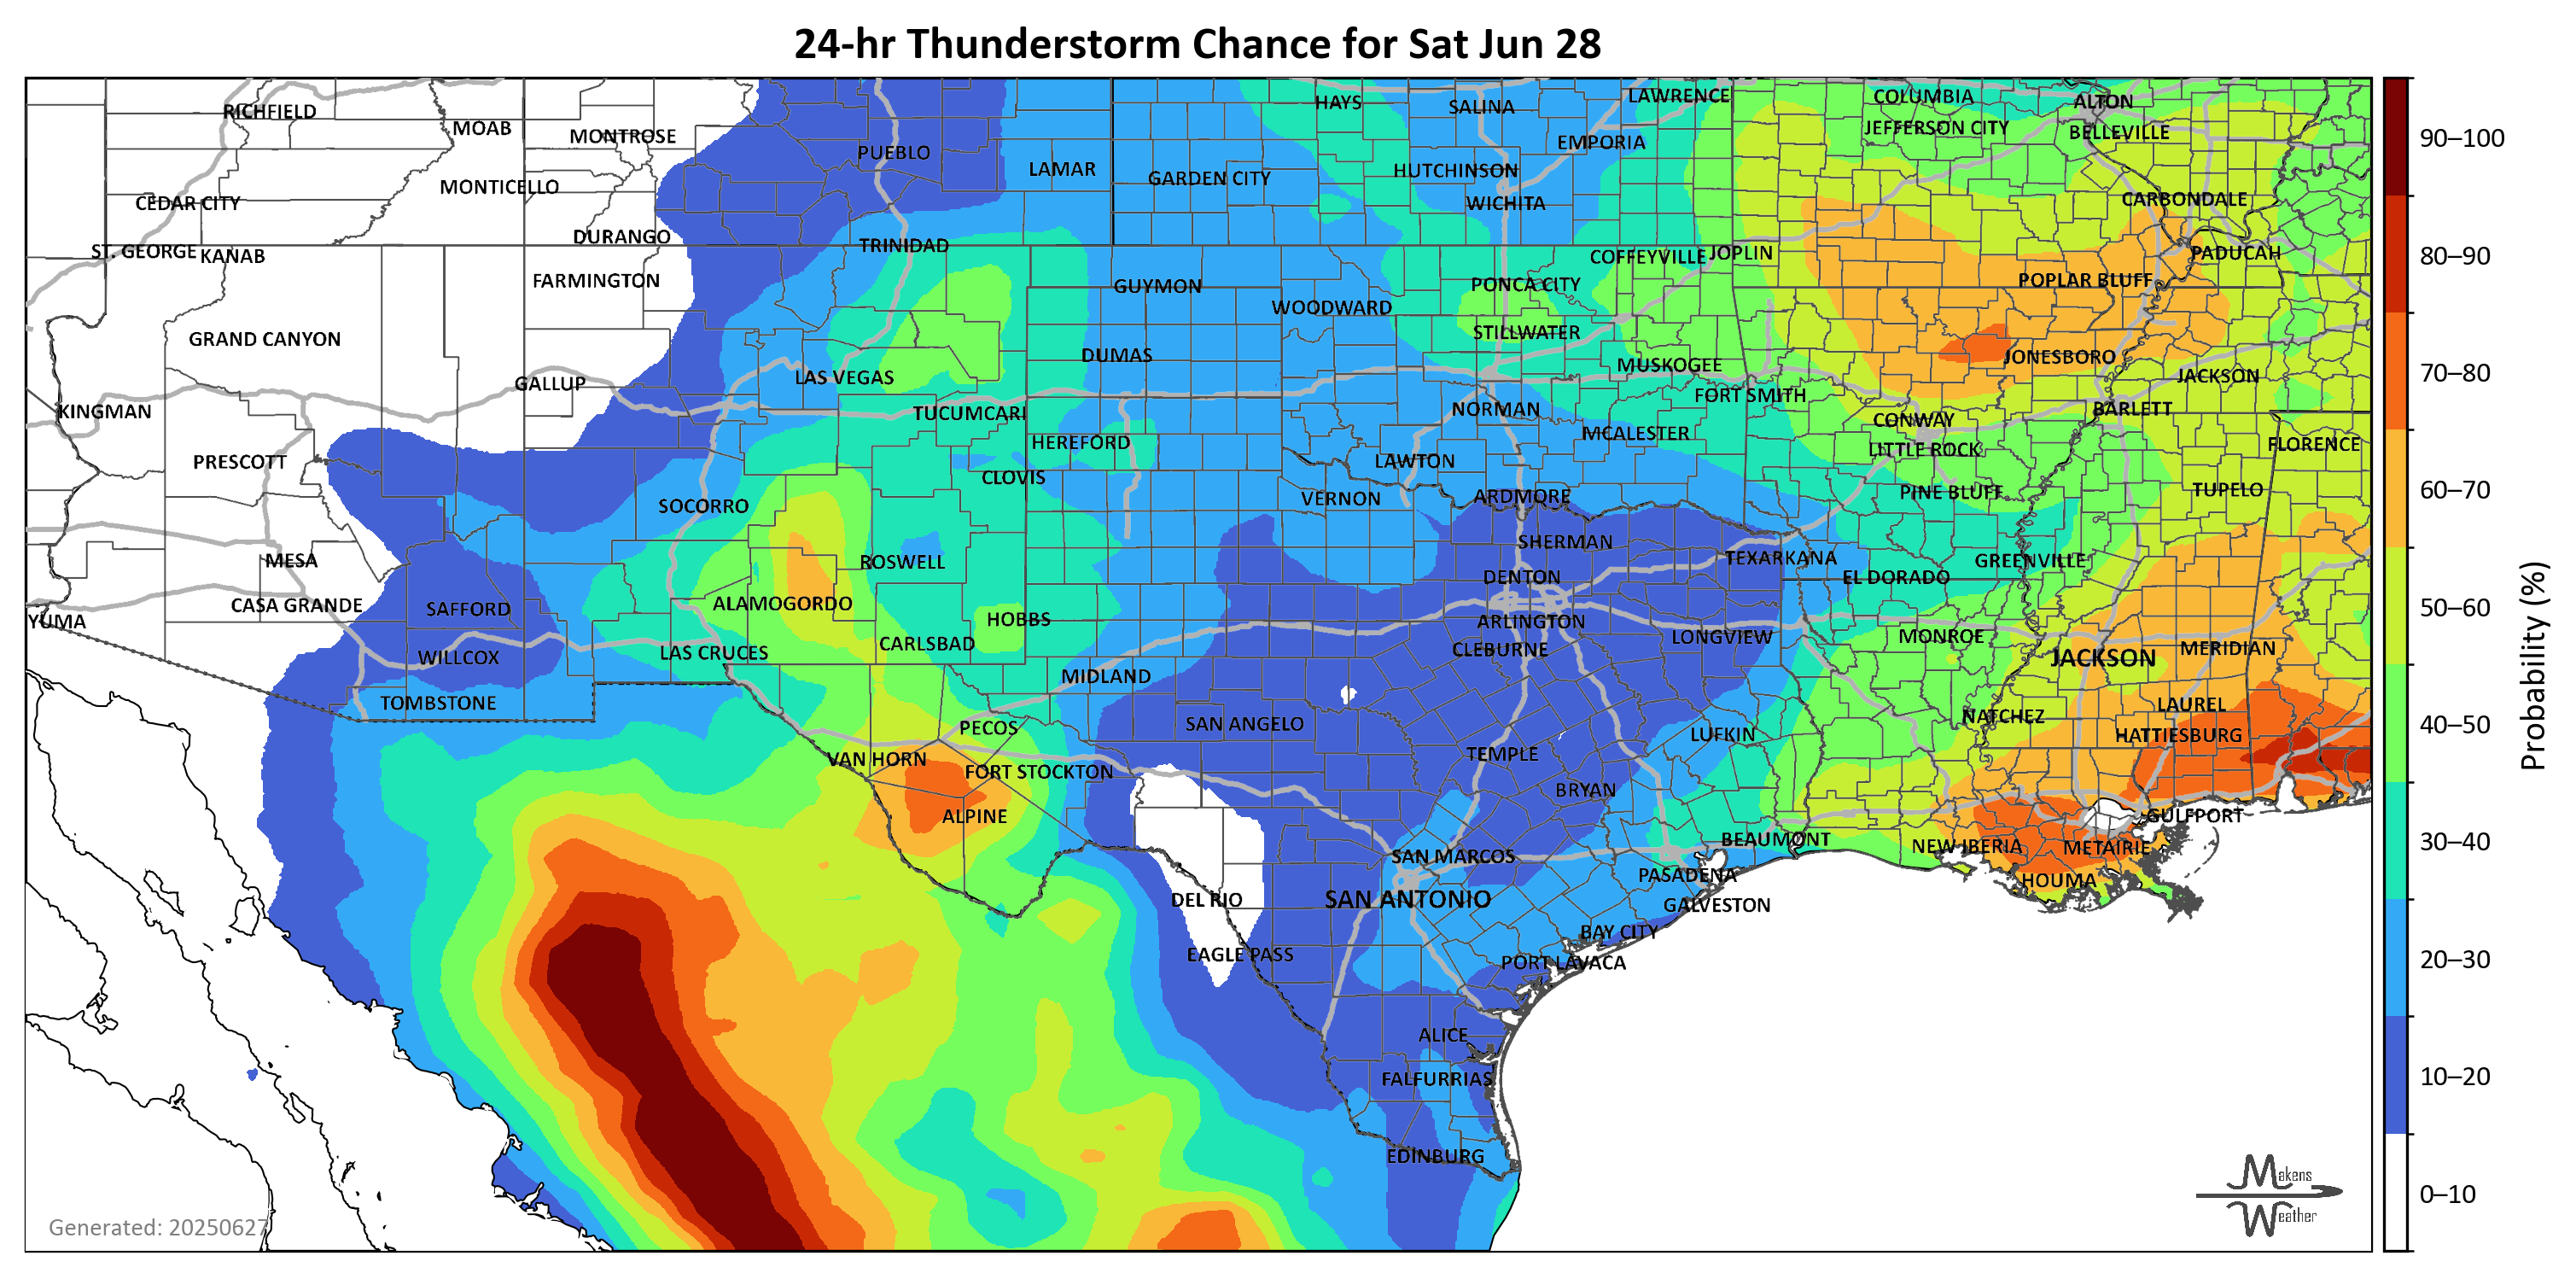 24-hr Thunderstorm Chance for Sat Jun 28
RICHFIELD
MOAB
MONTROSE
PUEBLO
LAMAR
HAYS
SALINA
LAWRENCE
COLUMBIA
ALTON
EMPORIA
JEFFERSON CITY
BELLEVILLE
MONTICELLO
GARDEN CITY
HUTCHINSON
CEDAR CITY
WICHITA
CARBONDALE
ST. GEORGE
KANAB
DURANGO
TRINIDAD
COFFEYVILLE
JOPLIN
PADUCAH
FARMINGTON
GUYMON
PONCA CITY
POPLAR BLUFF
WOODWARD
GRAND CANYON
DUMAS
STILLWATER
JONESBORO
GALLUP
LAS VEGAS
MUSKOGEE
JACKSON
KINGMAN
TUCUMCARI
NORMAN
FORT SMITH
CONWAY
BARLETT
PRESCOTT
HEREFORD
MCALESTER
LITTLE ROCK
FLORENCE
CLOVIS
LAWTON
SOCORRO
VERNON
ARDMORE
PINE BLUFF
TUPELO
MESA
ROSWELL
SHERMAN
TEXARKANA
GREENVILLE
DENTON
EL DORADO
YUMA
CASA GRANDE
SAFFORD
ALAMOGORDO
HOBBS
ARLINGTON
WILLCOX
LAS CRUCES
CARLSBAD
CLEBURNE
LONGVIEW
MONROE
JACKSON
MERIDIAN
TOMBSTONE
MIDLAND
PECOS
SAN ANGELO
LUFKIN
NATCHEZ
LAUREL
VAN HORN
FORT STOCKTON
TEMPLE
HATTIESBURG
ALPINE
BRYAN
GULFPORT
SAN MARCOS
BEAUMONT
NEW IBERIA
METAIRIE
DEL RIO
SAN ANTONIO
PASADENA
HOUMA
GALVESTON
EAGLE PASS
BAY CITY
PORT LAVACA
ALICE
FALFURRIAS
EDINBURG
Generated: 20250627
Makens
Weather
90–100
80–90
70–80
60–70
50–60
40–50
30–40
20–30
10–20
0–10
Probability (%)